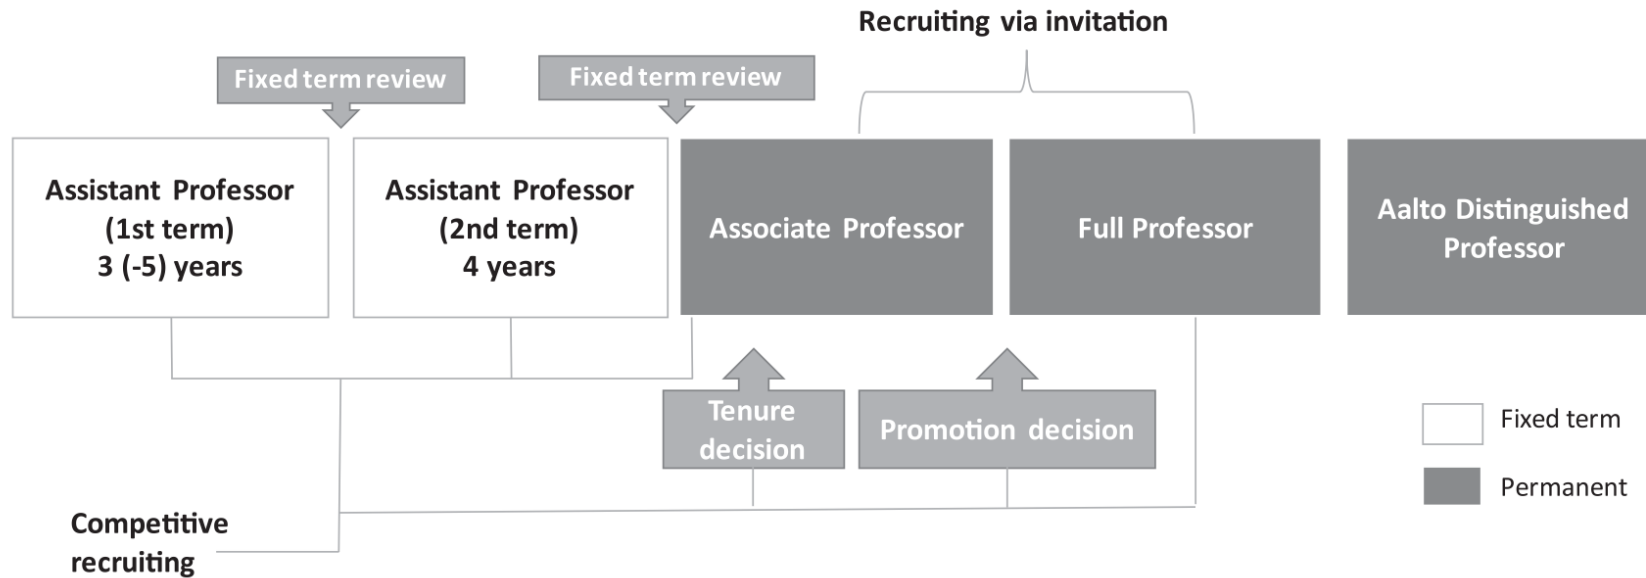 Recruiting via invitation
Fixed term review
Fixed term review
Assistant Professor
(1st term)
3 (-5) years
Assistant Professor
(2nd term)
4 years
Associate Professor
Full Professor
Aalto Distinguished
Professor
Tenure
decision
Promotion decision
Fixed term
Permanent
Competitive
recruiting